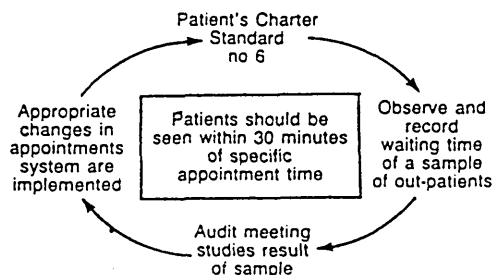 Patient's Charter
Standard
no 6
Observe and
record
waiting time
of a sample
of out-patients
Audit meeting
studies result
of sample
Appropriate
changes in
appointments
system are
implemented
Patients should be
seen within 30 minutes
of specific
appointment time